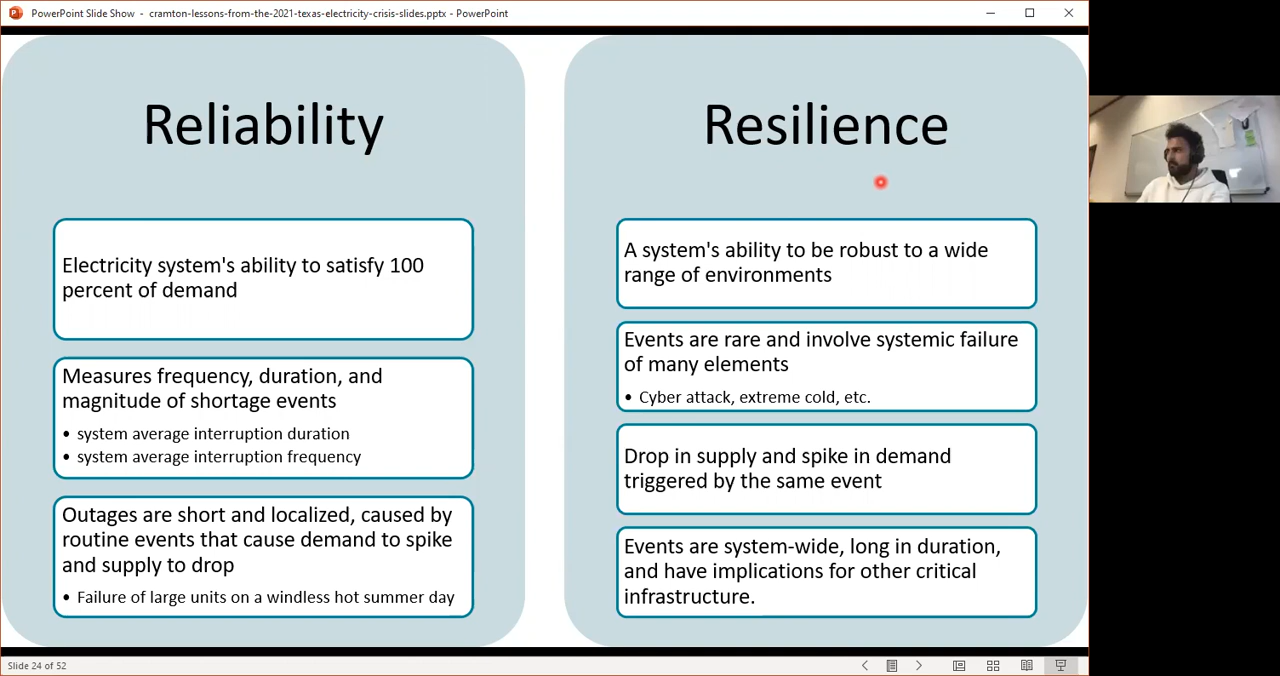 PowerPoint Slide Show - cramton-lessons-from-the-2021-texas-electricity-crisis-slides.pptx - PowerPoint
Reliability
Electricity system's ability to satisfy 100
percent of demand
Measures frequency, duration, and
magnitude of shortage events
• system average interruption duration
• system average interruption frequency
Outages are short and localized, caused by
routine events that cause demand to spike
and supply to drop
• Failure of large units on a windless hot summer day
Resilience
A system's ability to be robust to a wide
range of environments
Events are rare and involve systemic failure
of many elements
• Cyber attack, extreme cold, etc.
Drop in supply and spike in demand
triggered by the same event
Events are system-wide, long in duration,
and have implications for other critical
infrastructure.
Slide 24 of 52